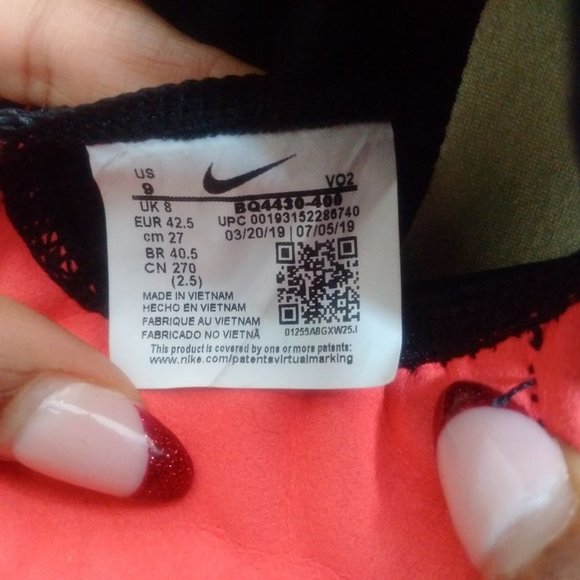 US
9
VO2
UK 8
BQ4430-400
EUR 42.5
UPC 00193152286740
cm 27
03/20/19 07/05/19
BR 40.5
CN 270
(2.5)
MADE IN VIETNAM
HECHO EN VIETNAM
FABRIQUE AU VIETNAM
FABRICADO NO VIETNÃ
01255A8GXW25.I
This product is covered by one or more patents:
www.nike.com/patentsvirtualmarking